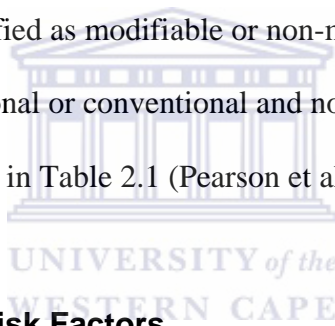 fied as modifiable or non-m
onal or conventional and no
in Table 2.1 (Pearson et al
UNIVERSITY of the
isk Factors
WESTERN CAPE